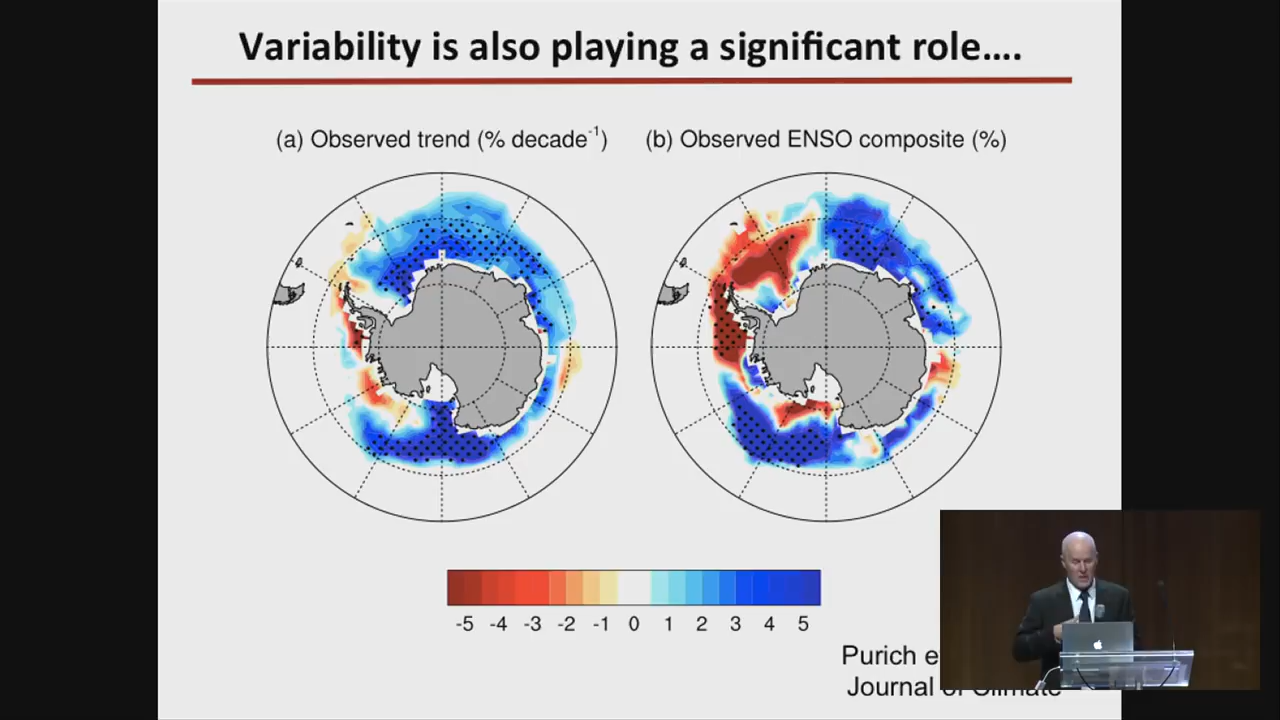 Variability is also playing a significant role....
(a) Observed trend (% decade-1)
(b) Observed ENSO composite (%)
-5 -4 -3 -2 -1 0 1 2 3 4 5
Purich
Journal of Climate